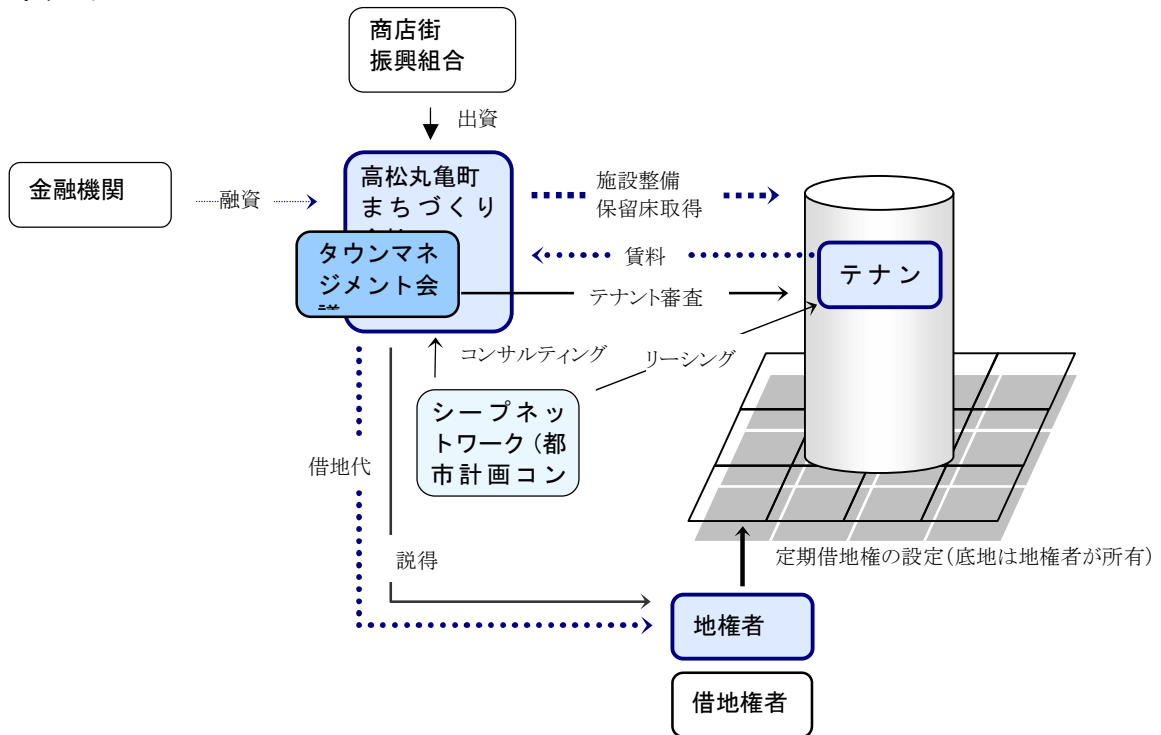 商店街
振興組合
出資
金融機関
融資
高松丸亀町
まちづくり
タウンマネ
ジメント会
施設整備
保留床取得
賃料
テナン
テナント審査
コンサルティング
リーシング
シープネッ
トワーク（都
市計画コン
借地代
説得
定期借地権の設定（底地は地権者が所有）
地権者
借地権者